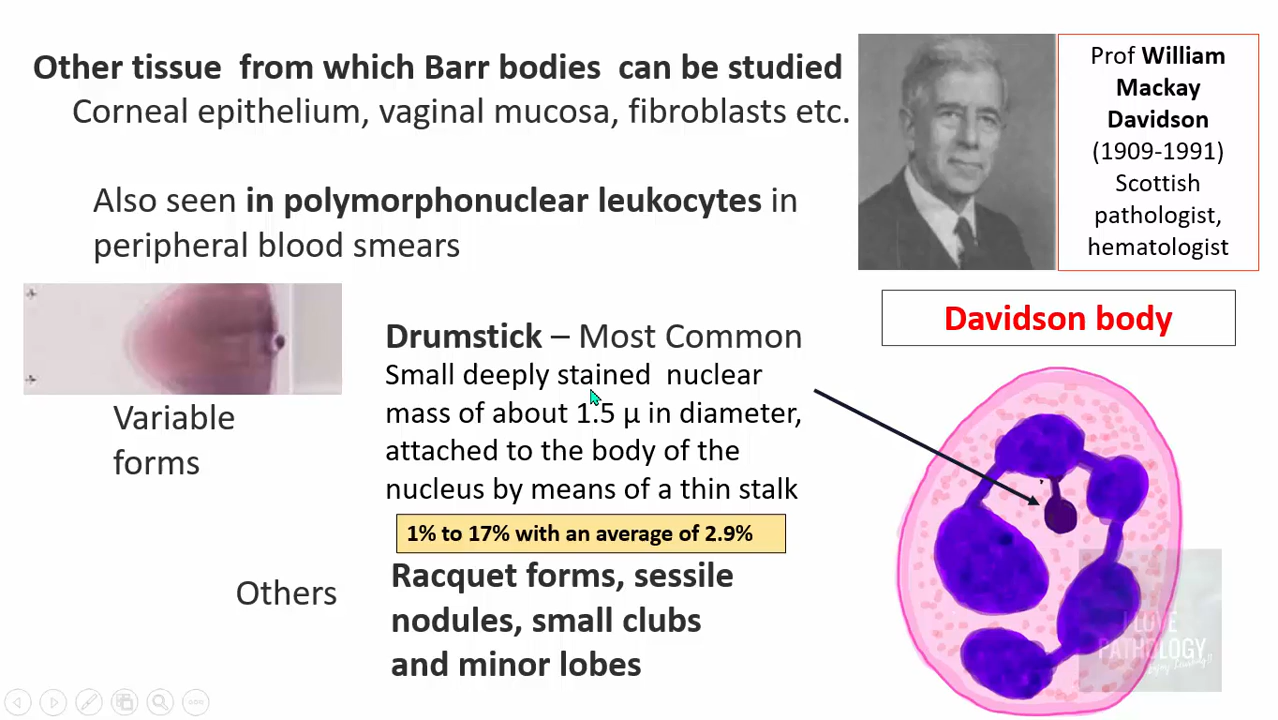 Other tissue  from which Barr bodies  can be studied
Corneal epithelium, vaginal mucosa, fibroblasts etc.
Also seen in polymorphonuclear leukocytes in
peripheral blood smears
Prof William
Mackay
Davidson
(1909-1991)
Scottish
pathologist,
hematologist
Davidson body
Variable
forms
Drumstick – Most Common
Small deeply stained  nuclear
mass of about 1.5 µ in diameter,
attached to the body of the
nucleus by means of a thin stalk
1% to 17% with an average of 2.9%
Others
Racquet forms, sessile
nodules, small clubs
and minor lobes
I LOVE
PATHOLOGY
Enjoy Learning!!